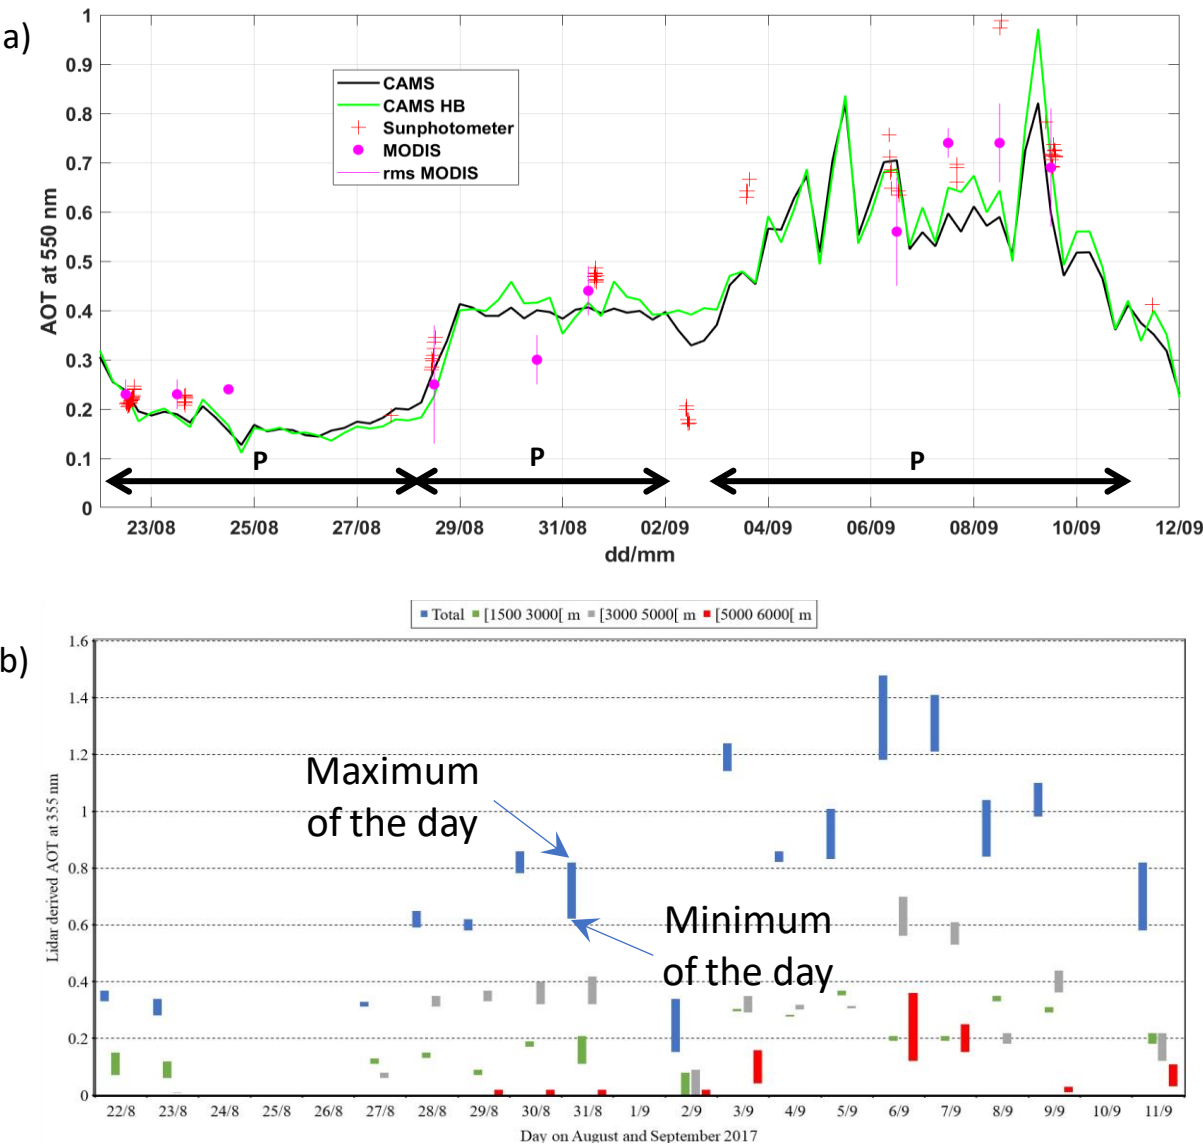 a)
1
0.9
0.8
0.7
0.6
0.5
0.4
0.3
0.2
0.1
0
AOT at 550 nm
CAMS
CAMS HB
Sunphotometer
MODIS
rms MODIS
P
P
P
23/08 25/08 27/08 29/08 31/08 02/09 04/09 06/09 08/09 10/09 12/09
dd/mm
Total [1500 3000[ m [3000 5000[ m [5000 6000[ m
b)
1.6
1.4
1.2
1
0.8
0.6
0.4
0.2
0
Lidar derived AOT at 355 nm
Maximum
of the day
Minimum
of the day
22/8 23/8 24/8 25/8 26/8 27/8 28/8 29/8 30/8 31/8 1/9 2/9 3/9 4/9 5/9 6/9 7/9 8/9 9/9 10/9 11/9
Day on August and September 2017